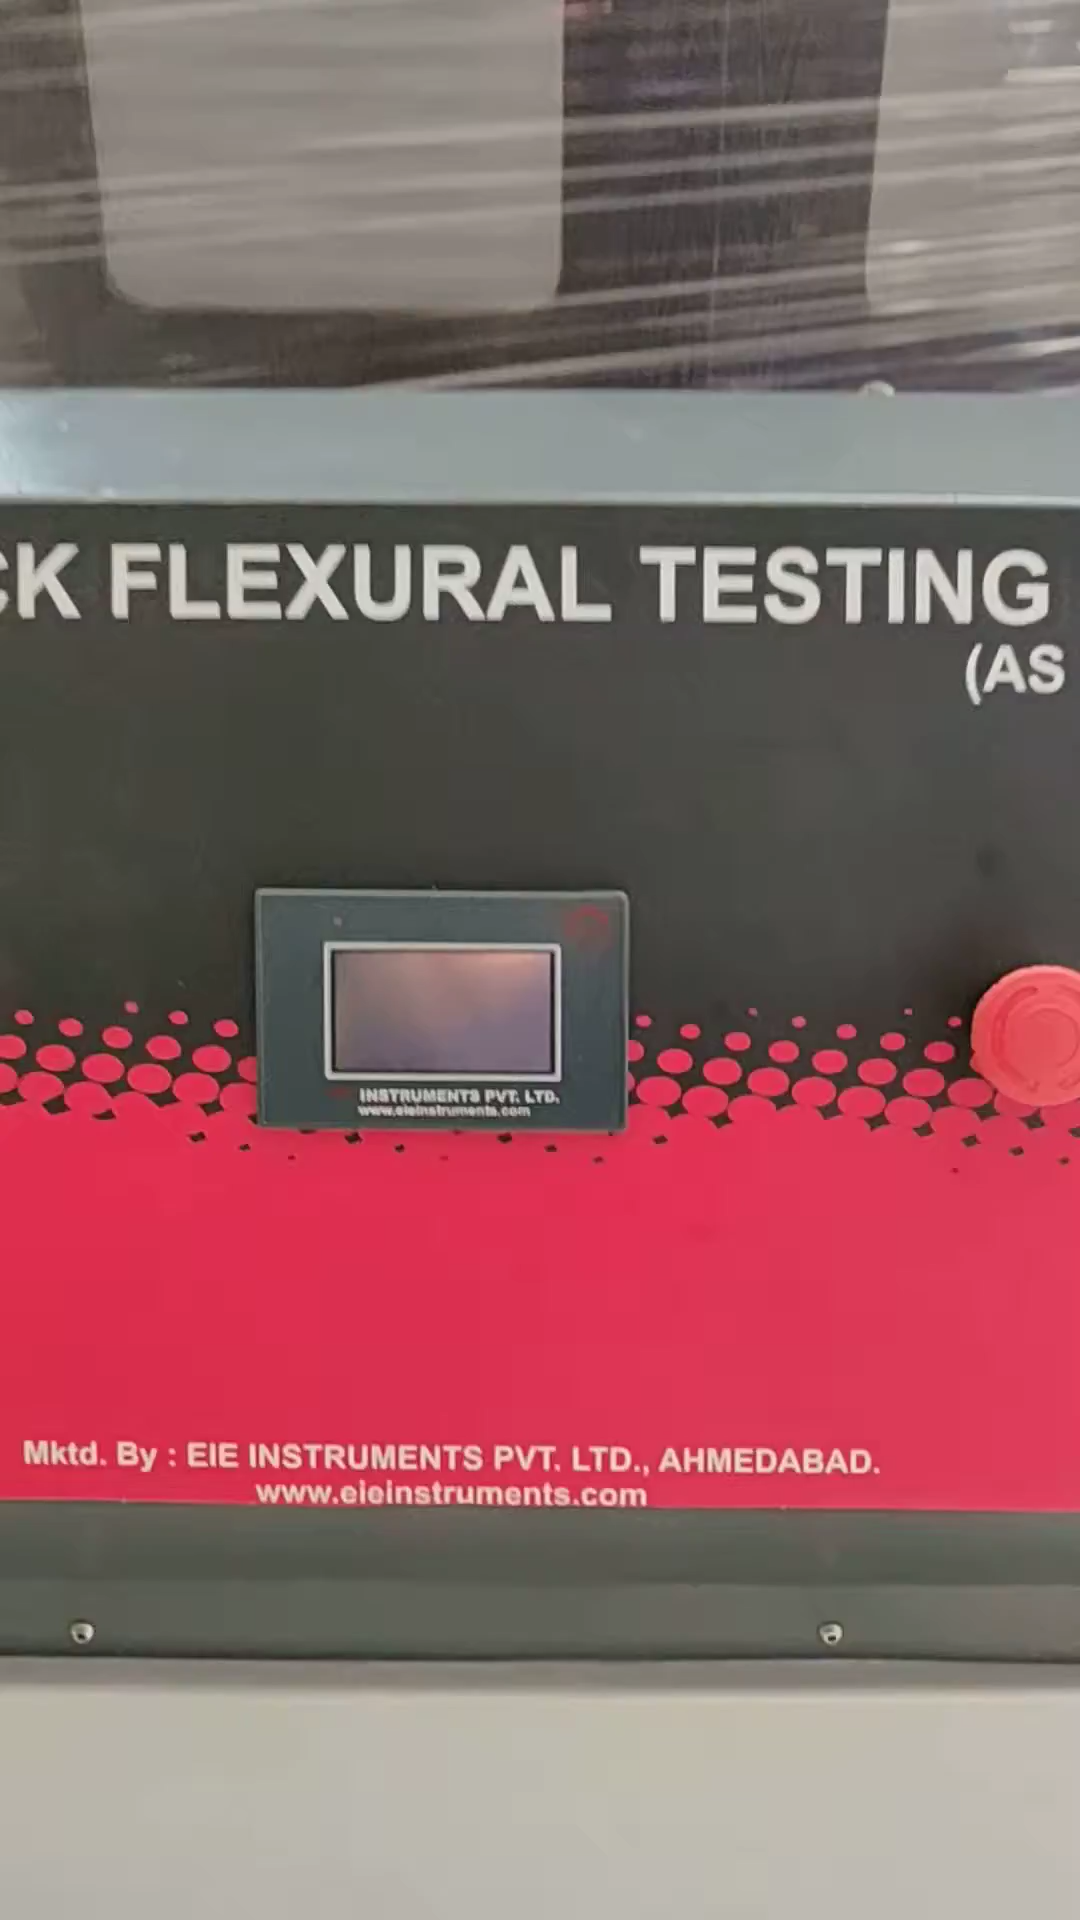 CK FLEXURAL TESTING
(AS
INSTRUMENTS PVT. LTD.
www.eieinstruments.com
Mktd. By : EIE INSTRUMENTS PVT. LTD., AHMEDABAD.
www.eieinstruments.com